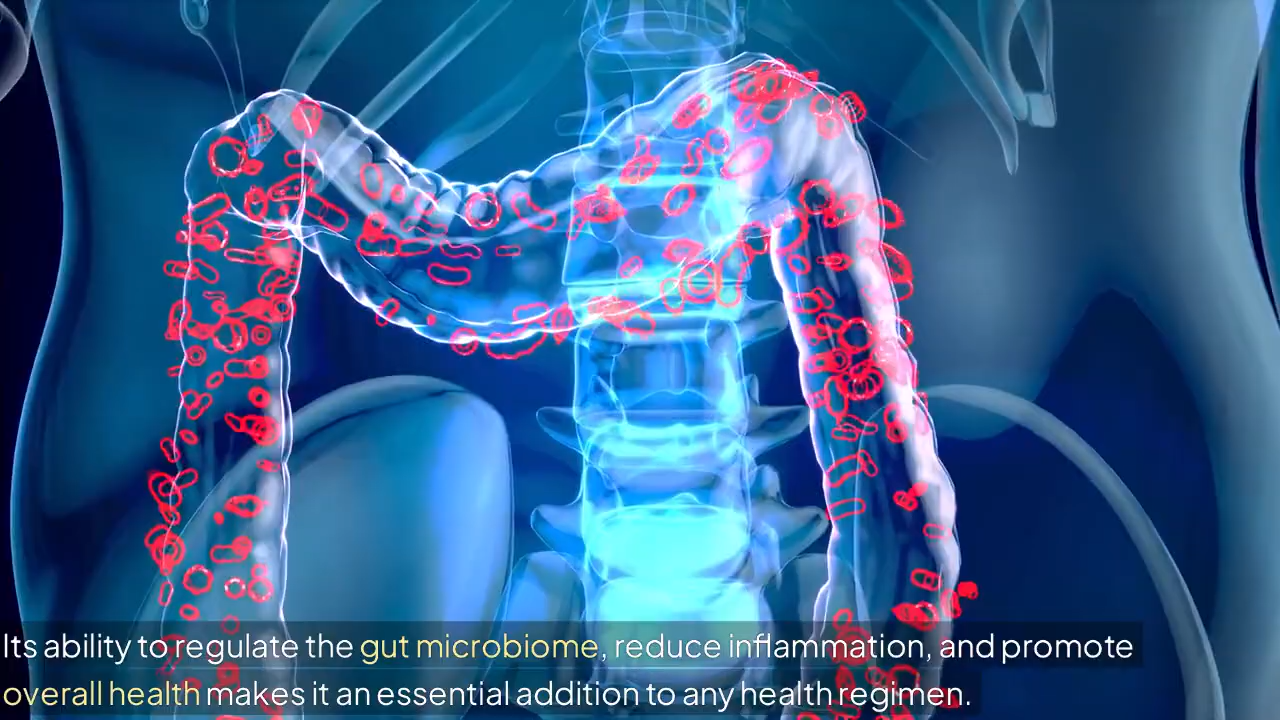 Its ability to regulate the gut microbiome, reduce inflammation, and promote
overall health makes it an essential addition to any health regimen.